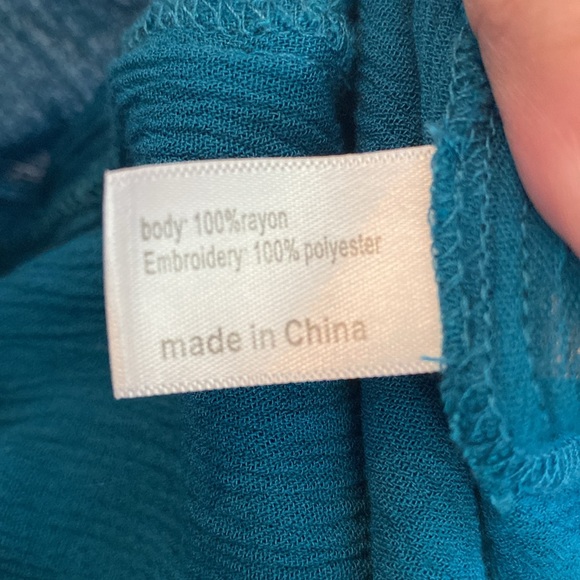 body: 100%rayon
Embroidery: 100% polyester
made in China